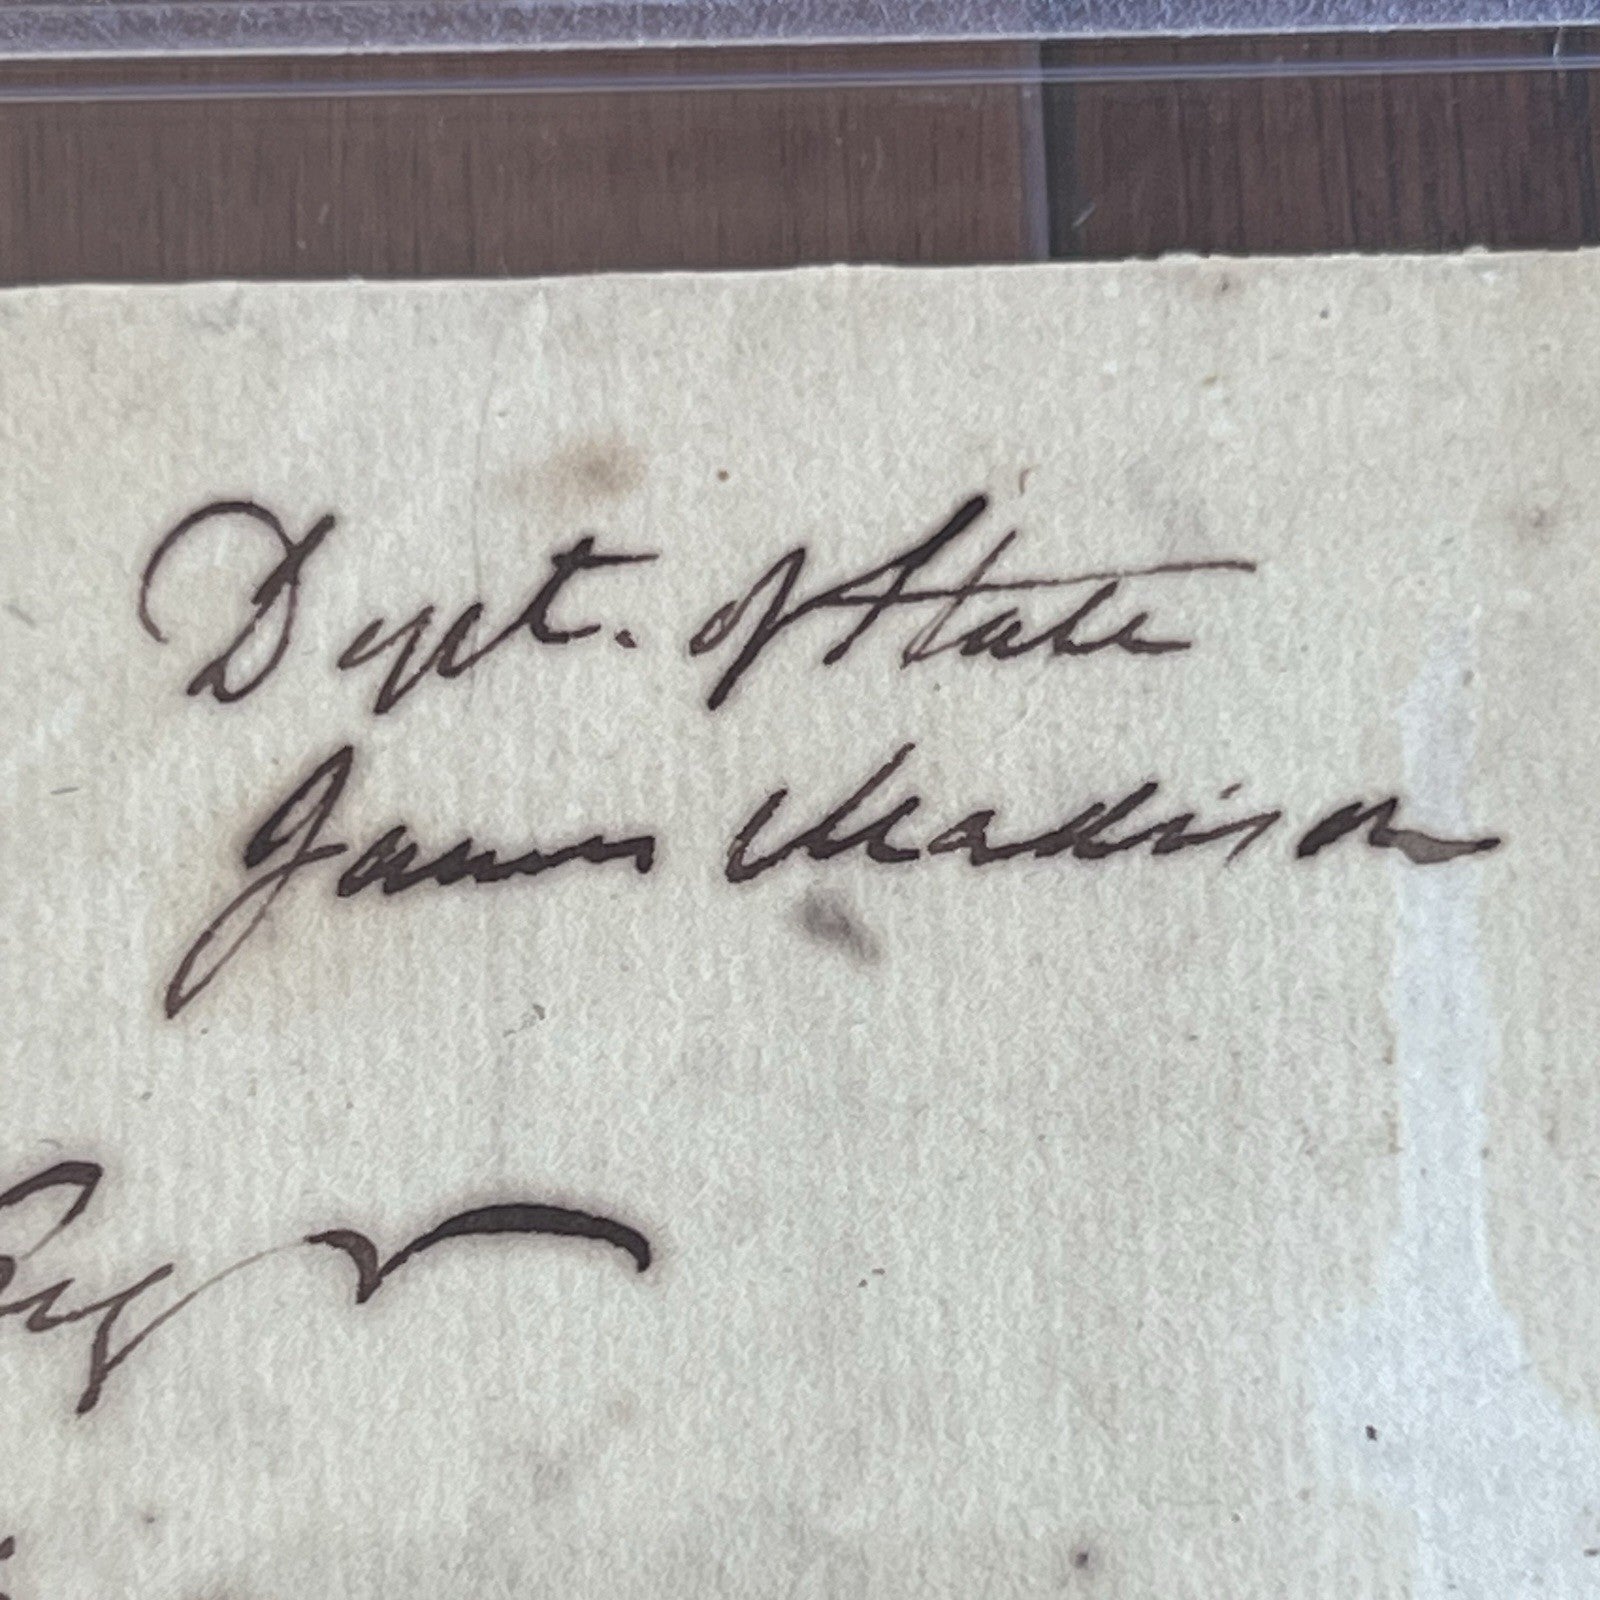 Dept. of State
James Madison